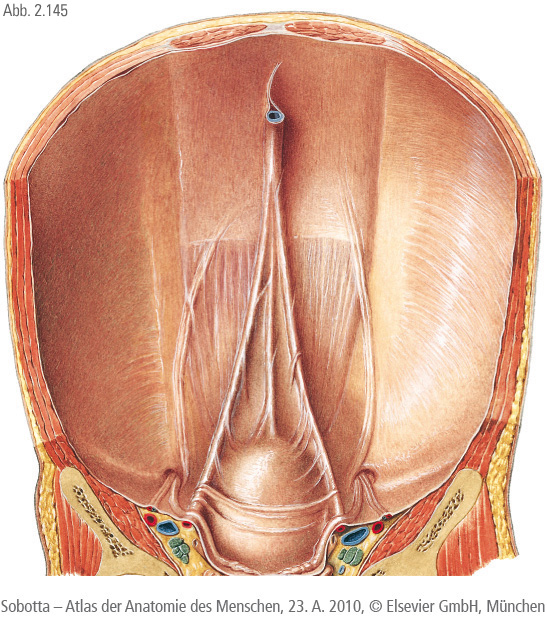 Abb. 2.145
Sobotta – Atlas der Anatomie des Menschen, 23. A. 2010, © Elsevier GmbH, München